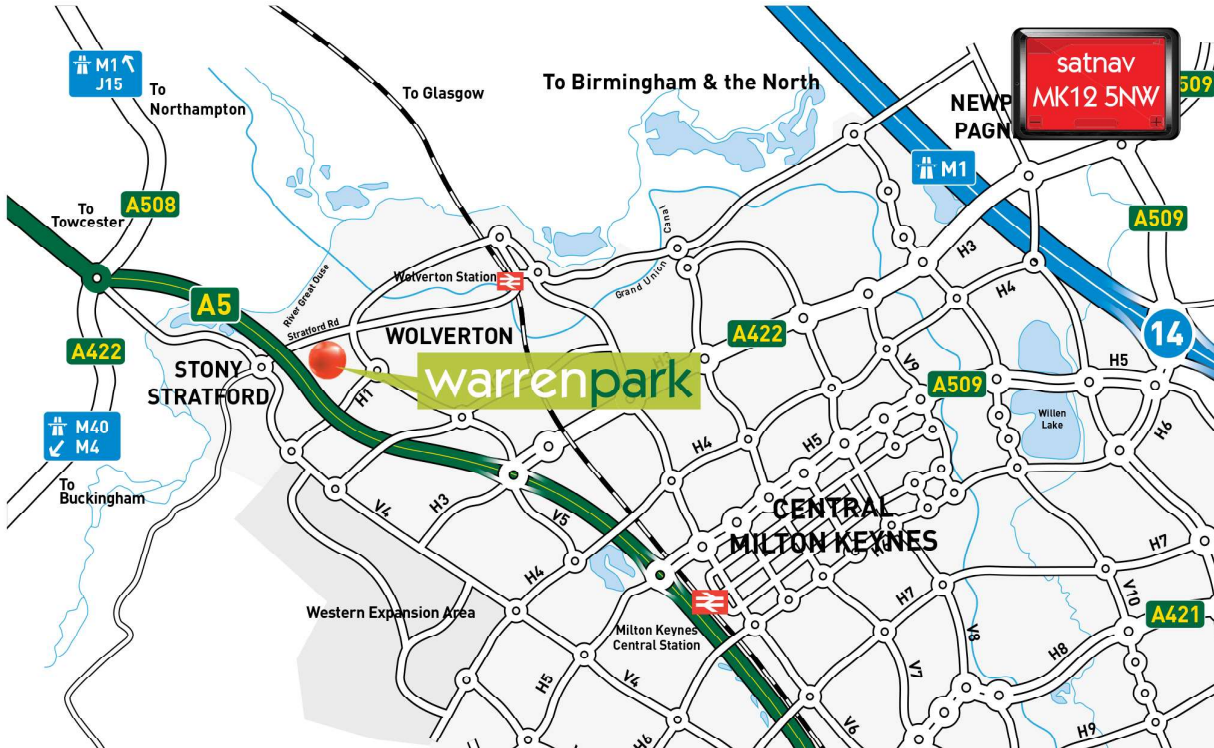 M1
J15
To
Northampton
To Glasgow
To Birmingham & the North
satnav
MK12 5NW
509
NEWP
PAGN
M1
To
Towcester
A508
A509
H3
H4
Canal
Grand Union
Wolverton Station
River Great Ouse
Stratford Rd
A5
A422
WOLVERTON
A422
14
STONY
STRATFORD
warrenpark
V9
A509
H5
H1
Willen
Lake
H6
M40
M4
H4
H5
To
Buckingham
H3
V4
V5
CENTRAL
MILTON KEYNES
H7
H4
H7
V10
Western Expansion Area
Milton Keynes
Central Station
A421
V8
H8
H5
V4
V7
V6
H6
H9